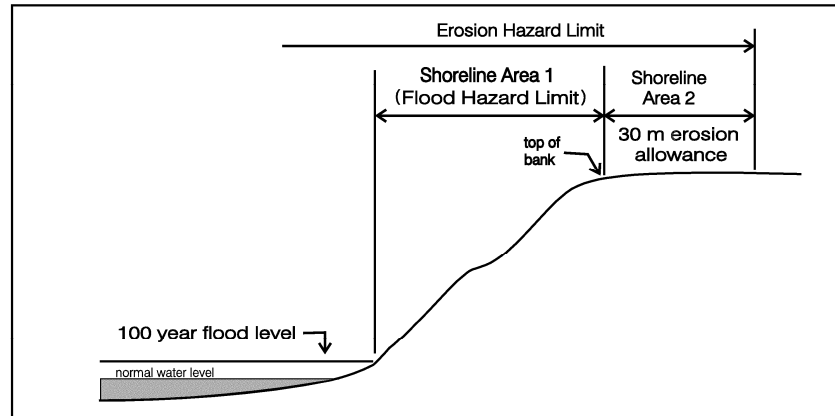 Erosion Hazard Limit
Shoreline Area 1
(Flood Hazard Limit)
Shoreline
Area 2
top of
bank
30 m erosion
allowance
100 year flood level
normal water level